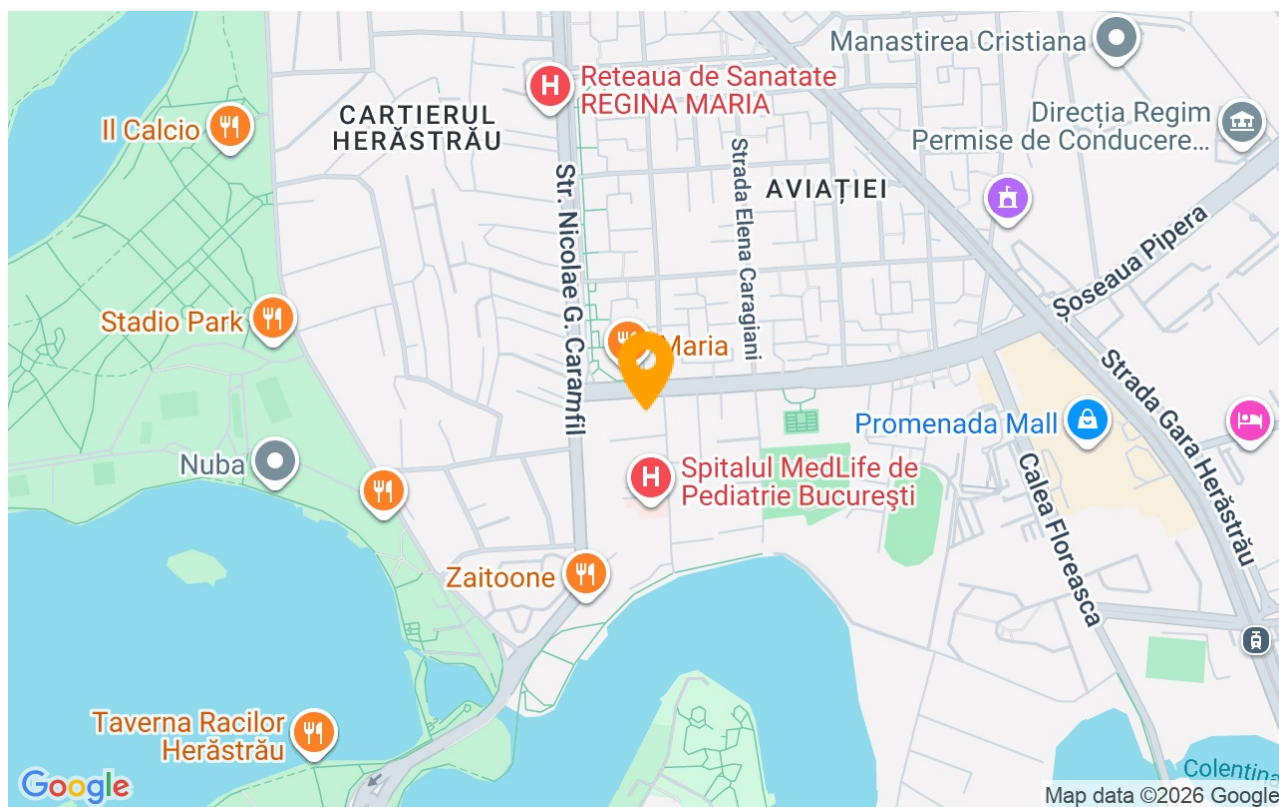 Manastirea Cristiana
Reteaua de Sanatate
REGINA MARIA
CARTIERUL
HERĂSTRĂU
Il Calcio
Direcția Regim
Permise de Conducere...
Strada Elena Caragiani
AVIAȚIEI
Str. Nicolae G. Caramfil
Șoseaua Pipera
Stadio Park
Maria
Strada Gara Herăstrău
Promenada Mall
Nuba
Spitalul MedLife de
Pediatrie Bucureşti
Calea Floreasca
Zaitoone
Taverna Racilor
Herăstrău
Colentina
Google
Map data ©2026 Google